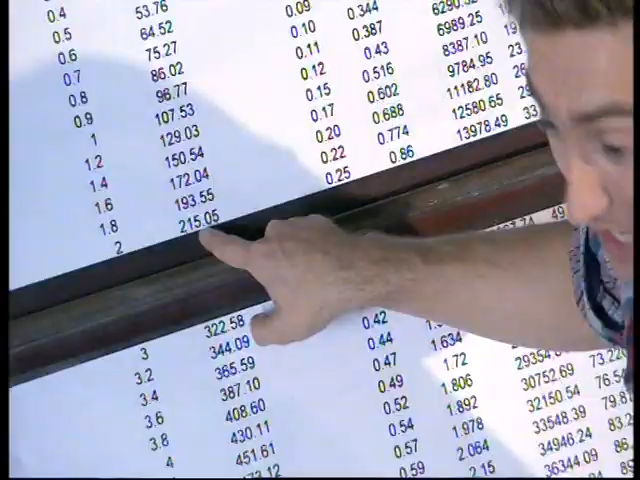 0.4
0.5 53.76
0.6 64.52
0.7 75.27 0.09
0.8 86.02 0.10 0.344
0.9 96.77 0.11 0.387
1 107.53 0.12 0.43 6989.25
1.2 129.03 0.15 0.516 8387.10
1.4 150.54 0.17 0.602 9784.95
1.6 172.04 0.20 0.688 11182.80
1.8 193.55 0.22 0.774 12580.65
2 215.05 0.25 0.86 13978.49
3 322.58
3.2 344.09
3.4 365.59 0.42
3.6 387.10 0.44
3.8 408.60 0.47 1.634
4 430.11 0.49 1.72
451.61 0.52 1.806
0.54 1.892 30752.69
0.57 1.978 32150.54
0.59 2.064 33548.39
2.15 34946.24
36344.09